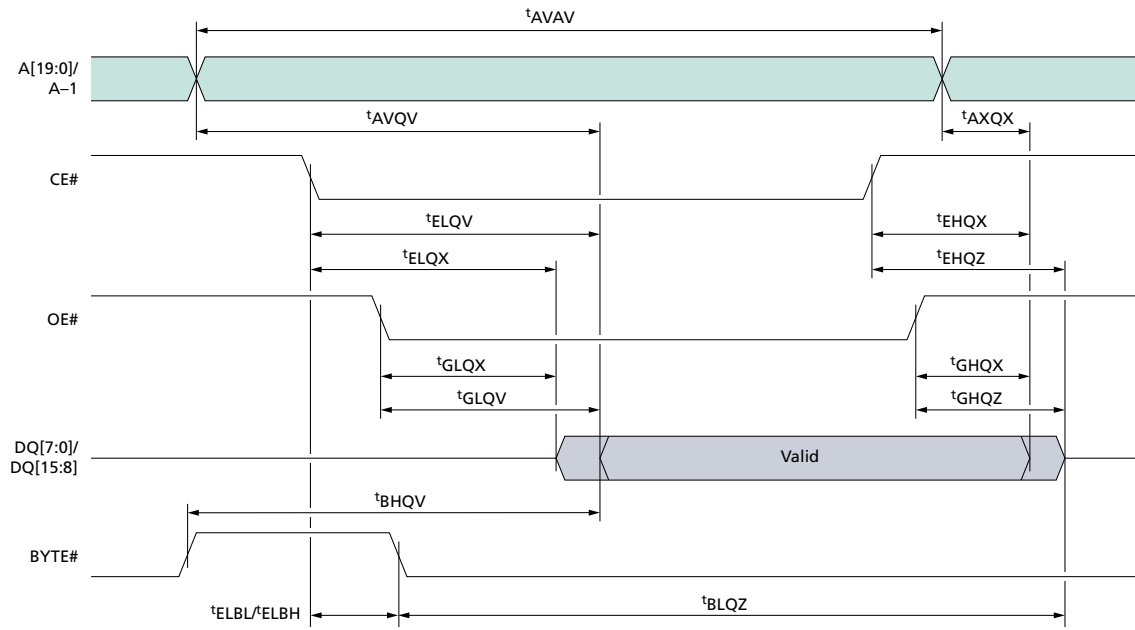 tAVAV
A[19:0]/
A–1
tAVQV
tAXQX
CE#
tELQV
tEHQX
tELQX
tEHQZ
OE#
tGLQX
tGHQX
tGLQV
tGHQZ
DQ[7:0]/
DQ[15:8]
Valid
tBHQV
BYTE#
tELBL/tELBH
tBLQZ